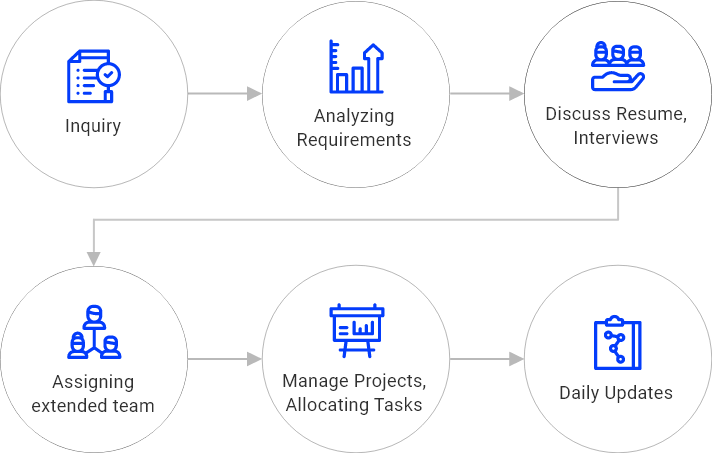 Inquiry
Analyzing
Requirements
Discuss Resume,
Interviews
Assigning
extended team
Manage Projects,
Allocating Tasks
Daily Updates